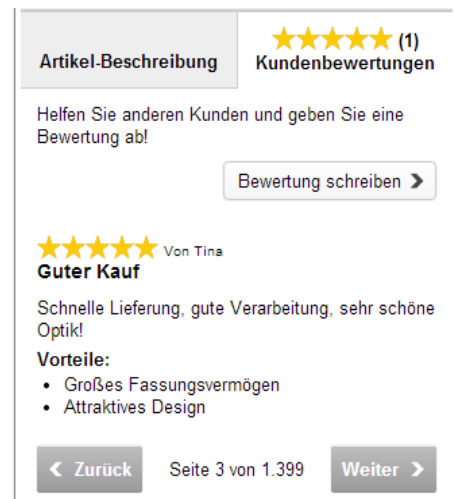 (1)
Artikel-Beschreibung Kundenbewertungen
Helfen Sie anderen Kunden und geben Sie eine
Bewertung ab!
Bewertung schreiben
Von Tina
Guter Kauf
Schnelle Lieferung, gute Verarbeitung, sehr schöne
Optik!
Vorteile:
• Großes Fassungsvermögen
• Attraktives Design
Zurück Seite 3 von 1.399 Weiter